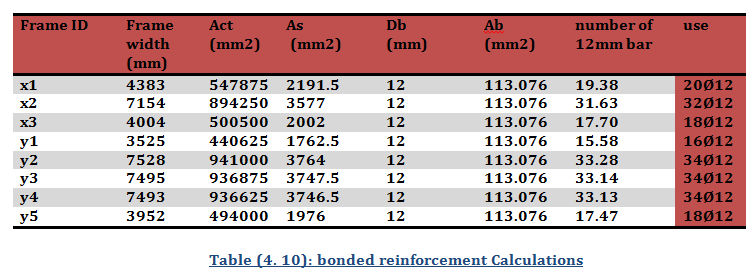 Frame ID Frame width (mm) Act (mm2) As (mm2) Db (mm) Ab (mm2) number of 12mm bar use
x1 4383 547875 2191.5 12 113.076 19.38 20Ø12
x2 7154 894250 3577 12 113.076 31.63 32Ø12
x3 4004 500500 2002 12 113.076 17.70 18Ø12
y1 3525 440625 1762.5 12 113.076 15.58 16Ø12
y2 7528 941000 3764 12 113.076 33.28 34Ø12
y3 7495 936875 3747.5 12 113.076 33.14 34Ø12
y4 7493 936625 3746.5 12 113.076 33.13 34Ø12
y5 3952 494000 1976 12 113.076 17.47 18Ø12
Table (4. 10): bonded reinforcement Calculations